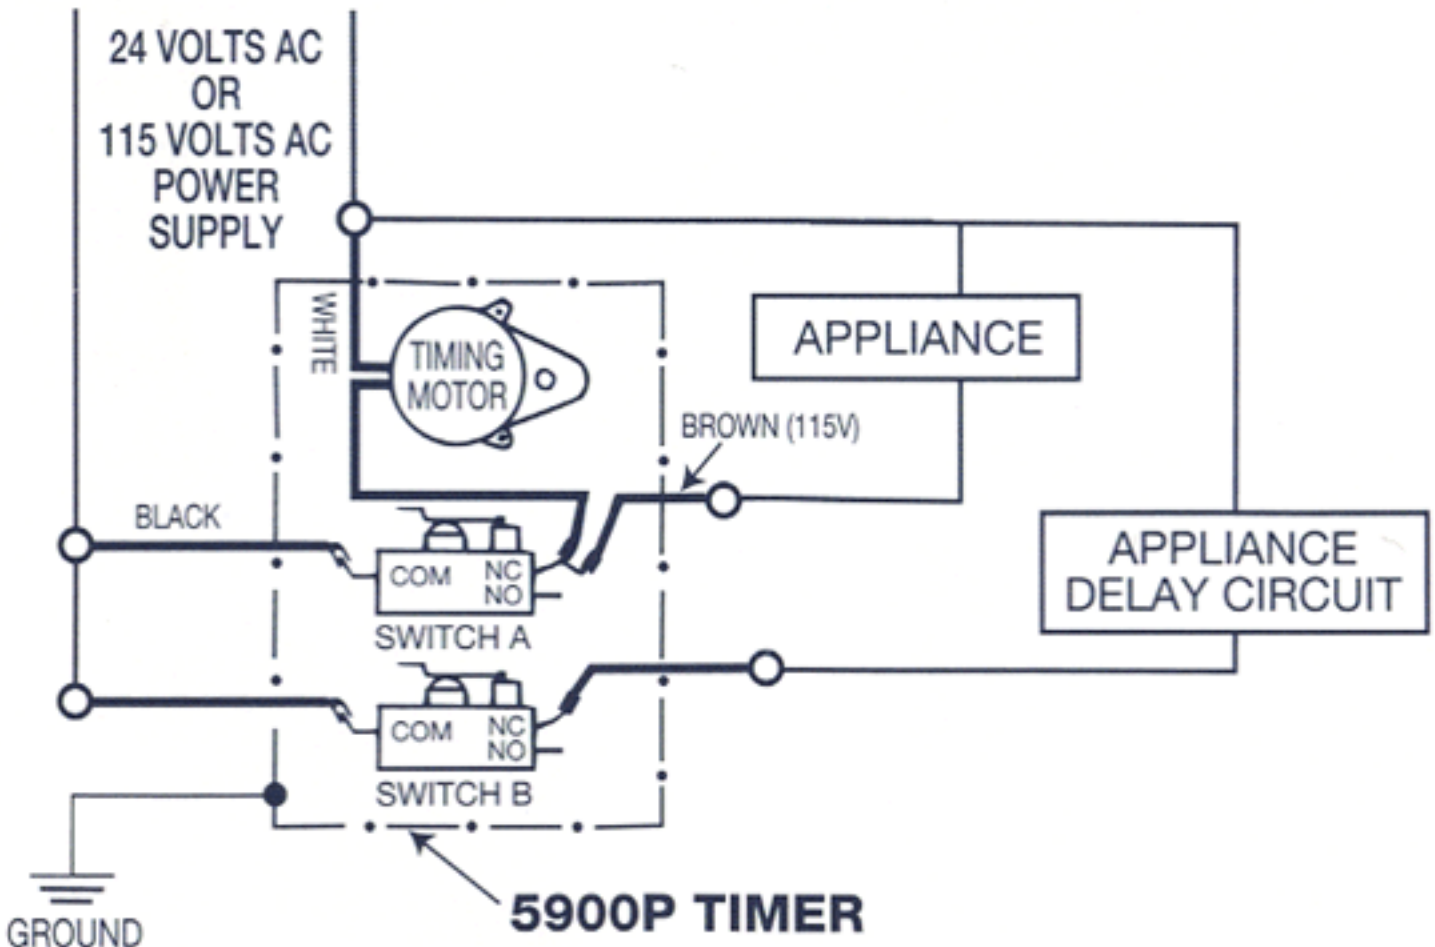 24 VOLTS AC
OR
115 VOLTS AC
POWER
SUPPLY
WHITE
TIMING
MOTOR
APPLIANCE
BROWN (115V)
BLACK
COM
NC
NO
SWITCH A
APPLIANCE
DELAY CIRCUIT
COM
NC
NO
SWITCH B
5900P TIMER
GROUND